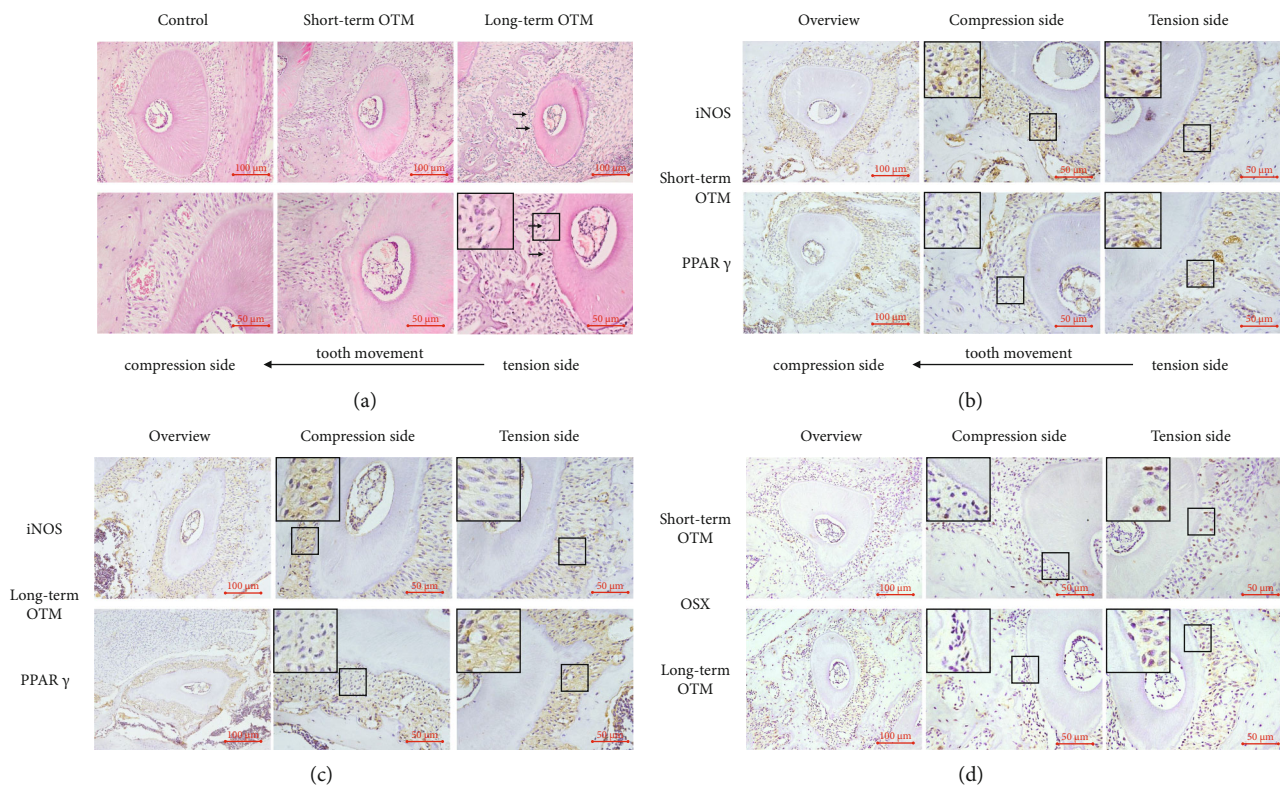 Control Short-term OTM Long-term OTM
100 μm 100 μm 100 μm
50 μm 50 μm 50 μm
compression side tooth movement tension side
(a)
Overview Compression side Tension side
iNOS
100 μm 50 μm 50 μm
Short-term
OTM
PPAR γ
100 μm 50 μm 50 μm
compression side tooth movement tension side
(b)
Overview Compression side Tension side
iNOS
100 μm 50 μm 50 μm
Long-term
OTM
PPAR γ
100 μm 50 μm 50 μm
(c)
Overview Compression side Tension side
Short-term
OTM
100 μm 50 μm 50 μm
OSX
Long-term
OTM
100 μm 50 μm 50 μm
(d)